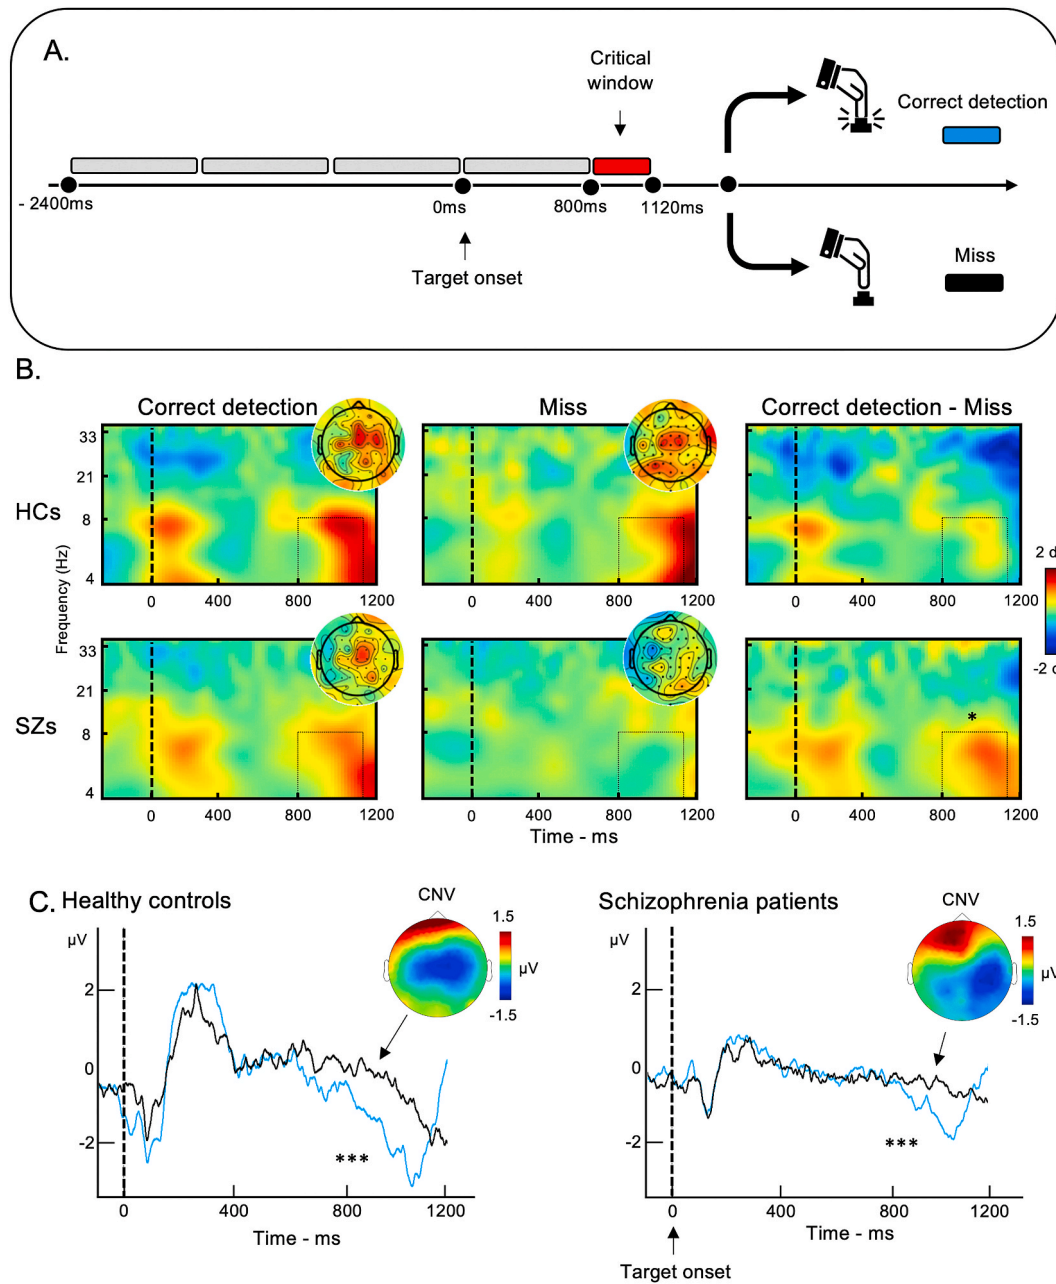 A.
Critical
window
Correct detection
- 2400ms
0ms
800ms
1120ms
Target onset
Miss
B.
Correct detection
Miss
Correct detection - Miss
HCs
33
21
8
4
0
400
800
1200
0
400
800
1200
0
400
800
1200
2 d
-2 d
Frequency (Hz)
SZs
33
21
8
4
*
0
400
800
1200
0
400
800
1200
0
400
800
1200
Time - ms
C.
Healthy controls
CNV
1.5
µV
-1.5
µV
2
0
-2
***
0
400
800
1200
Time - ms
Schizophrenia patients
CNV
1.5
µV
-1.5
µV
2
0
-2
***
0
400
800
1200
Time - ms
Target onset